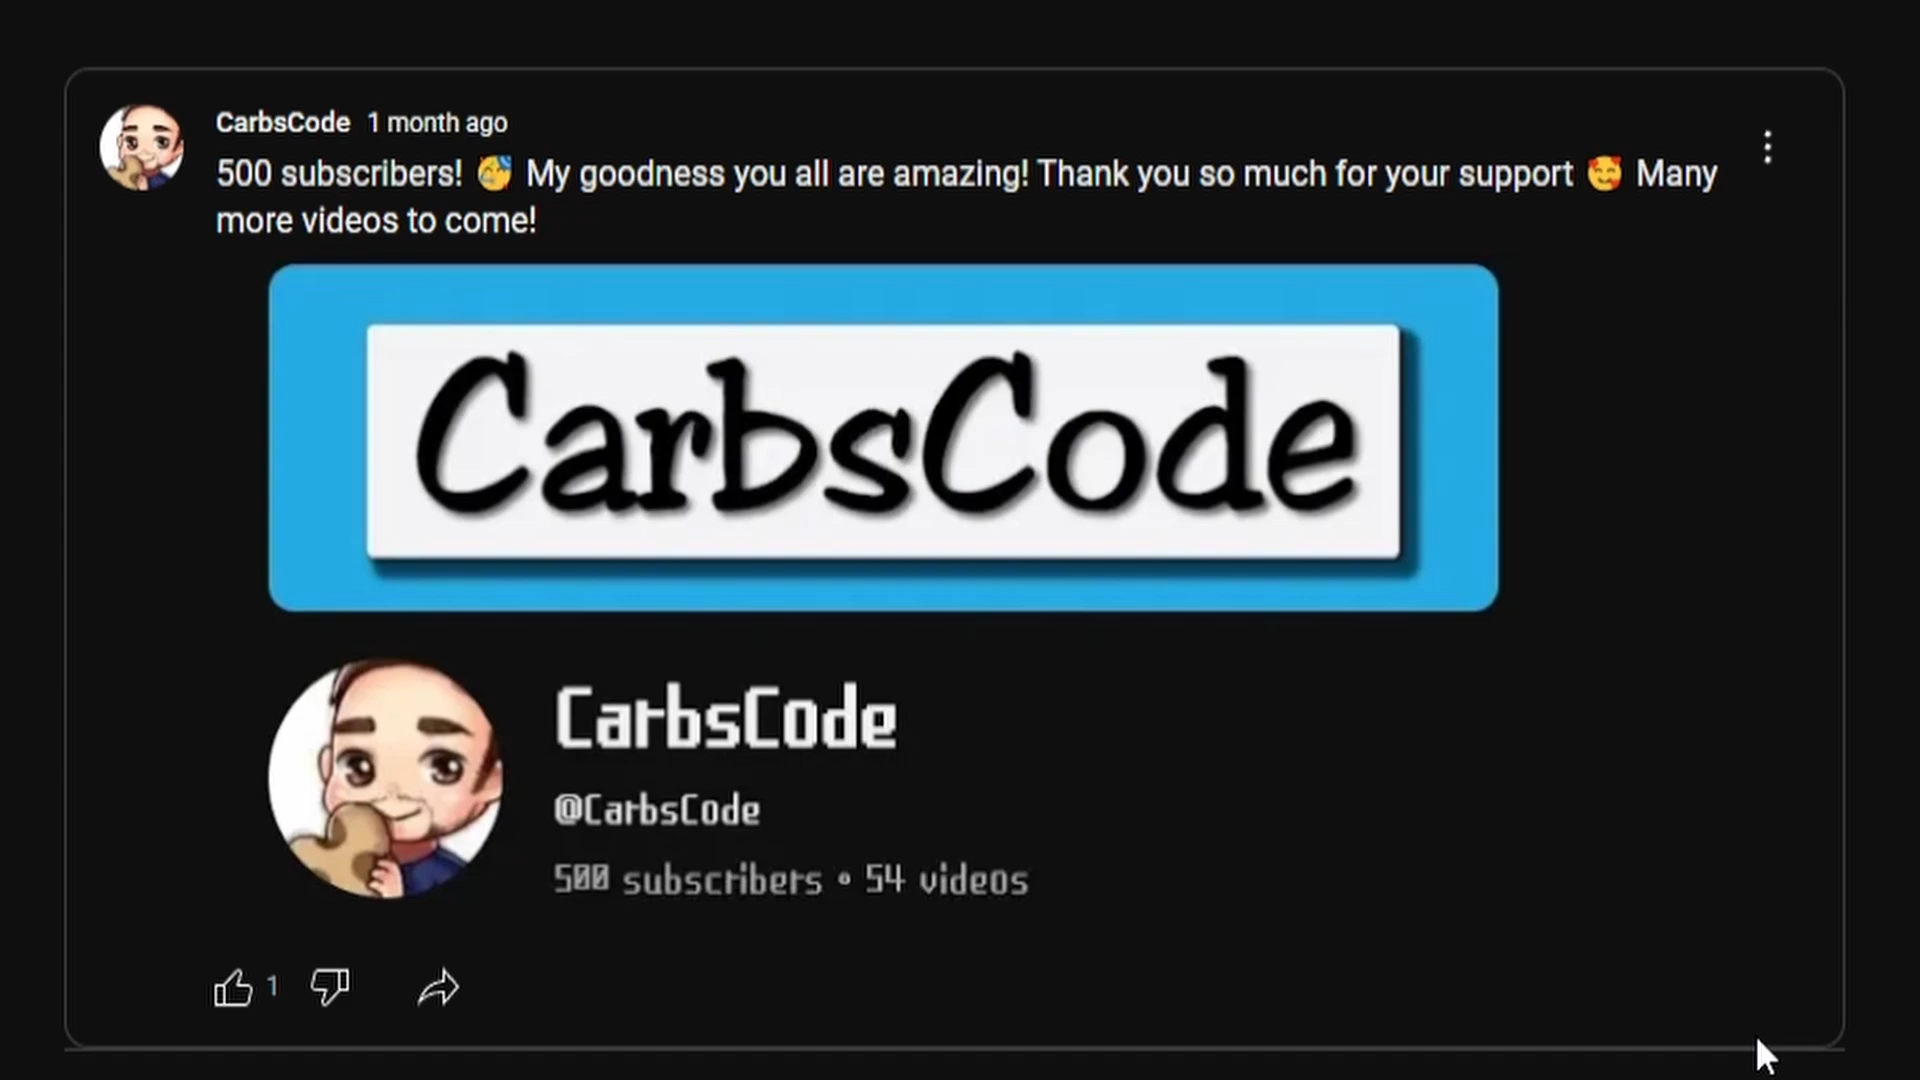 CarbsCode 1 month ago
500 subscribers! 🥳 My goodness you all are amazing! Thank you so much for your support 🥰 Many
more videos to come!
CarbsCode
CarbsCode
@CarbsCode
500 subscribers • 54 videos
1